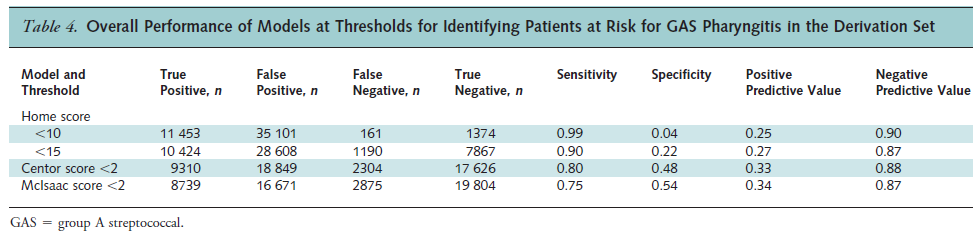 Table 4. Overall Performance of Models at Thresholds for Identifying Patients at Risk for GAS Pharyngitis in the Derivation Set
Model and Threshold True Positive, n False Positive, n False Negative, n True Negative, n Sensitivity Specificity Positive Predictive Value Negative Predictive Value
Home score
<10 11 453 35 101 161 1374 0.99 0.04 0.25 0.90
<15 10 424 28 608 1190 7867 0.90 0.22 0.27 0.87
Centor score <2 9310 18 849 2304 17 626 0.80 0.48 0.33 0.88
McIsaac score <2 8739 16 671 2875 19 804 0.75 0.54 0.34 0.87
GAS = group A streptococcal.